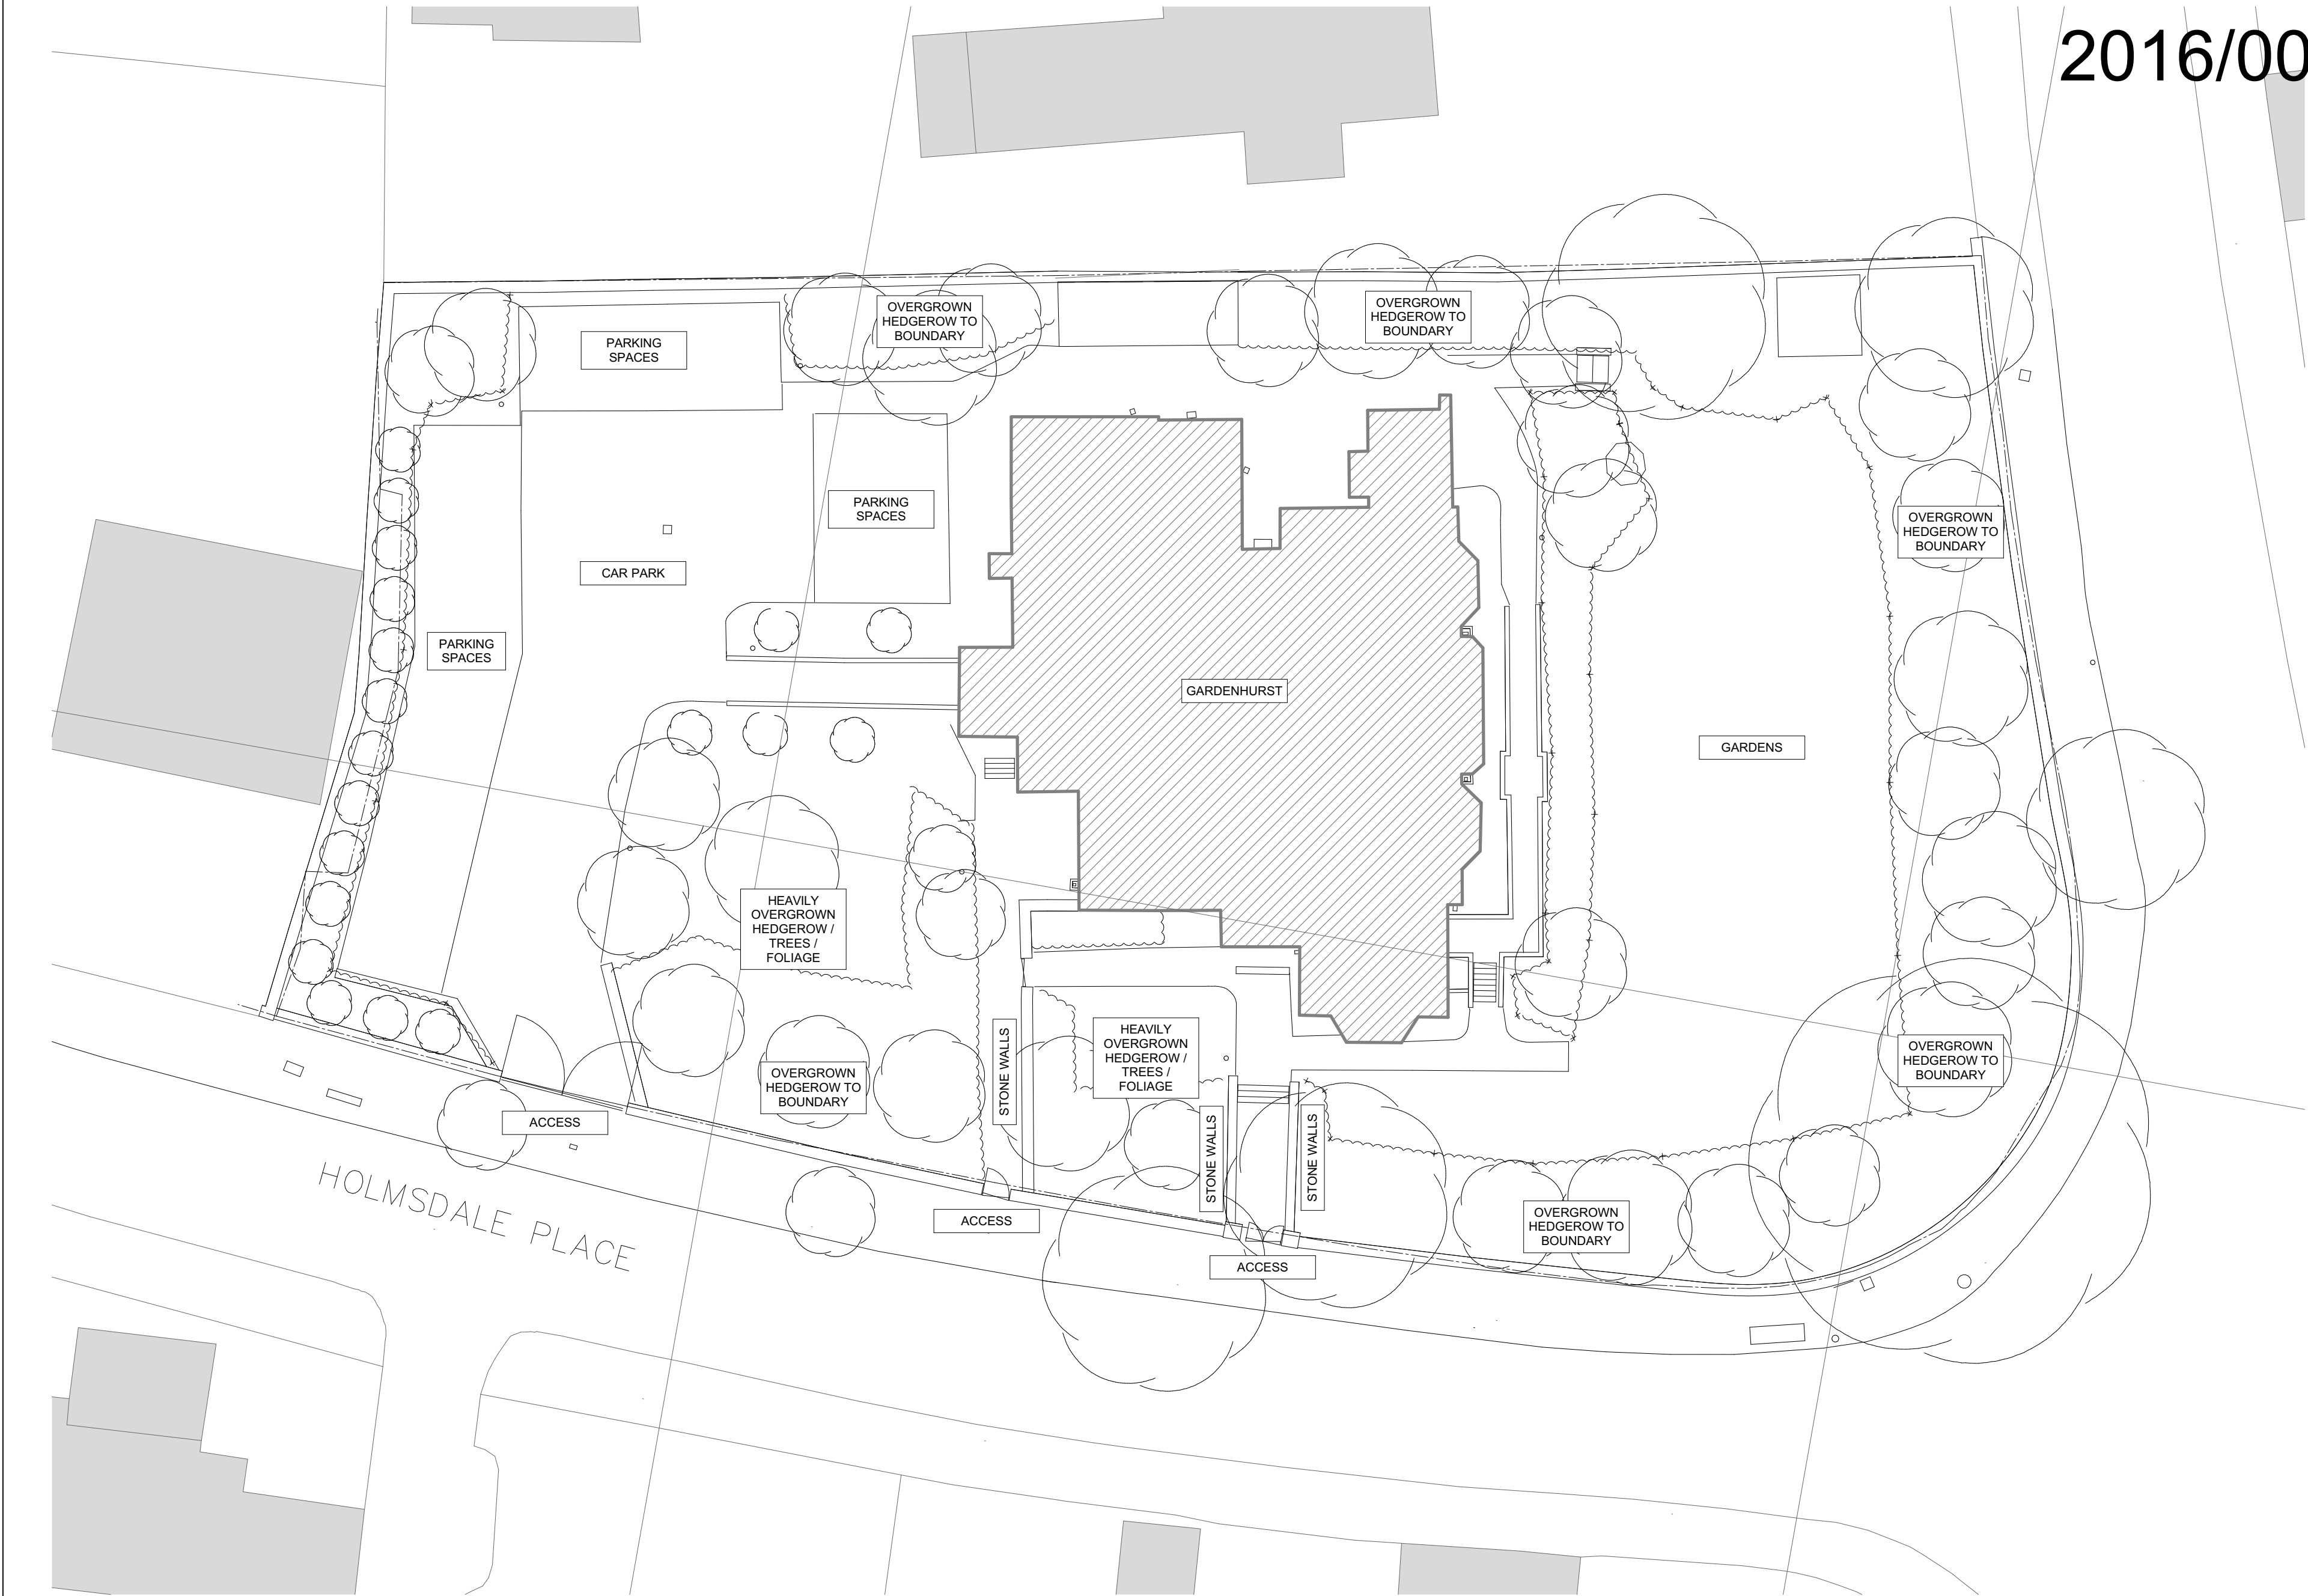 2016/00
OVERGROWN
HEDGEROW TO
BOUNDARY
OVERGROWN
HEDGEROW TO
BOUNDARY
PARKING
SPACES
PARKING
SPACES
OVERGROWN
HEDGEROW TO
BOUNDARY
CAR PARK
PARKING
SPACES
GARDENHURST
GARDENS
HEAVILY
OVERGROWN
HEDGEROW /
TREES /
FOLIAGE
STONE WALLS
HEAVILY
OVERGROWN
HEDGEROW /
TREES /
FOLIAGE
OVERGROWN
HEDGEROW TO
BOUNDARY
OVERGROWN
HEDGEROW TO
BOUNDARY
ACCESS
STONE WALLS
STONE WALLS
HOLMSDALE PLACE
ACCESS
OVERGROWN
HEDGEROW TO
BOUNDARY
ACCESS